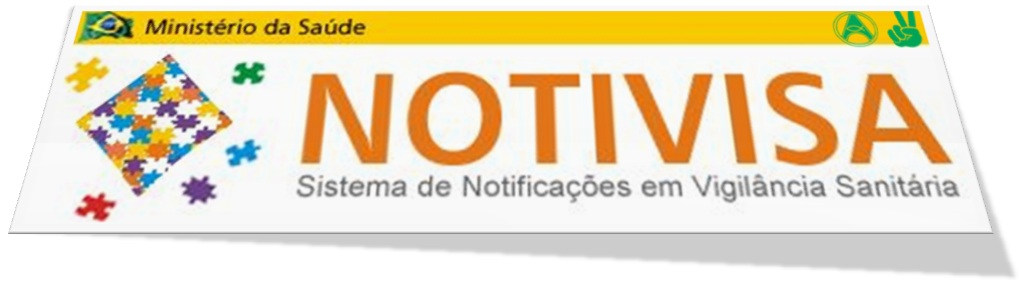 Ministério da Saúde
NOTIVISA
Sistema de Notificações em Vigilância Sanitária